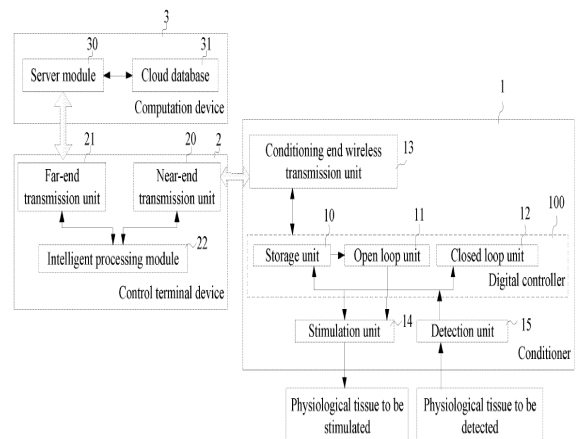 3
30
31
Server module
Cloud database
Computation device
1
21
20
2
Far-end
transmission unit
Near-end
transmission unit
Intelligent processing module
22
Control terminal device
Conditioning end wireless
transmission unit
13
10
11
12
100
Storage unit
Open loop unit
Closed loop unit
Digital controller
Stimulation unit
14
Detection unit
15
Conditioner
Physiological tissue to be
stimulated
Physiological tissue to be
detected